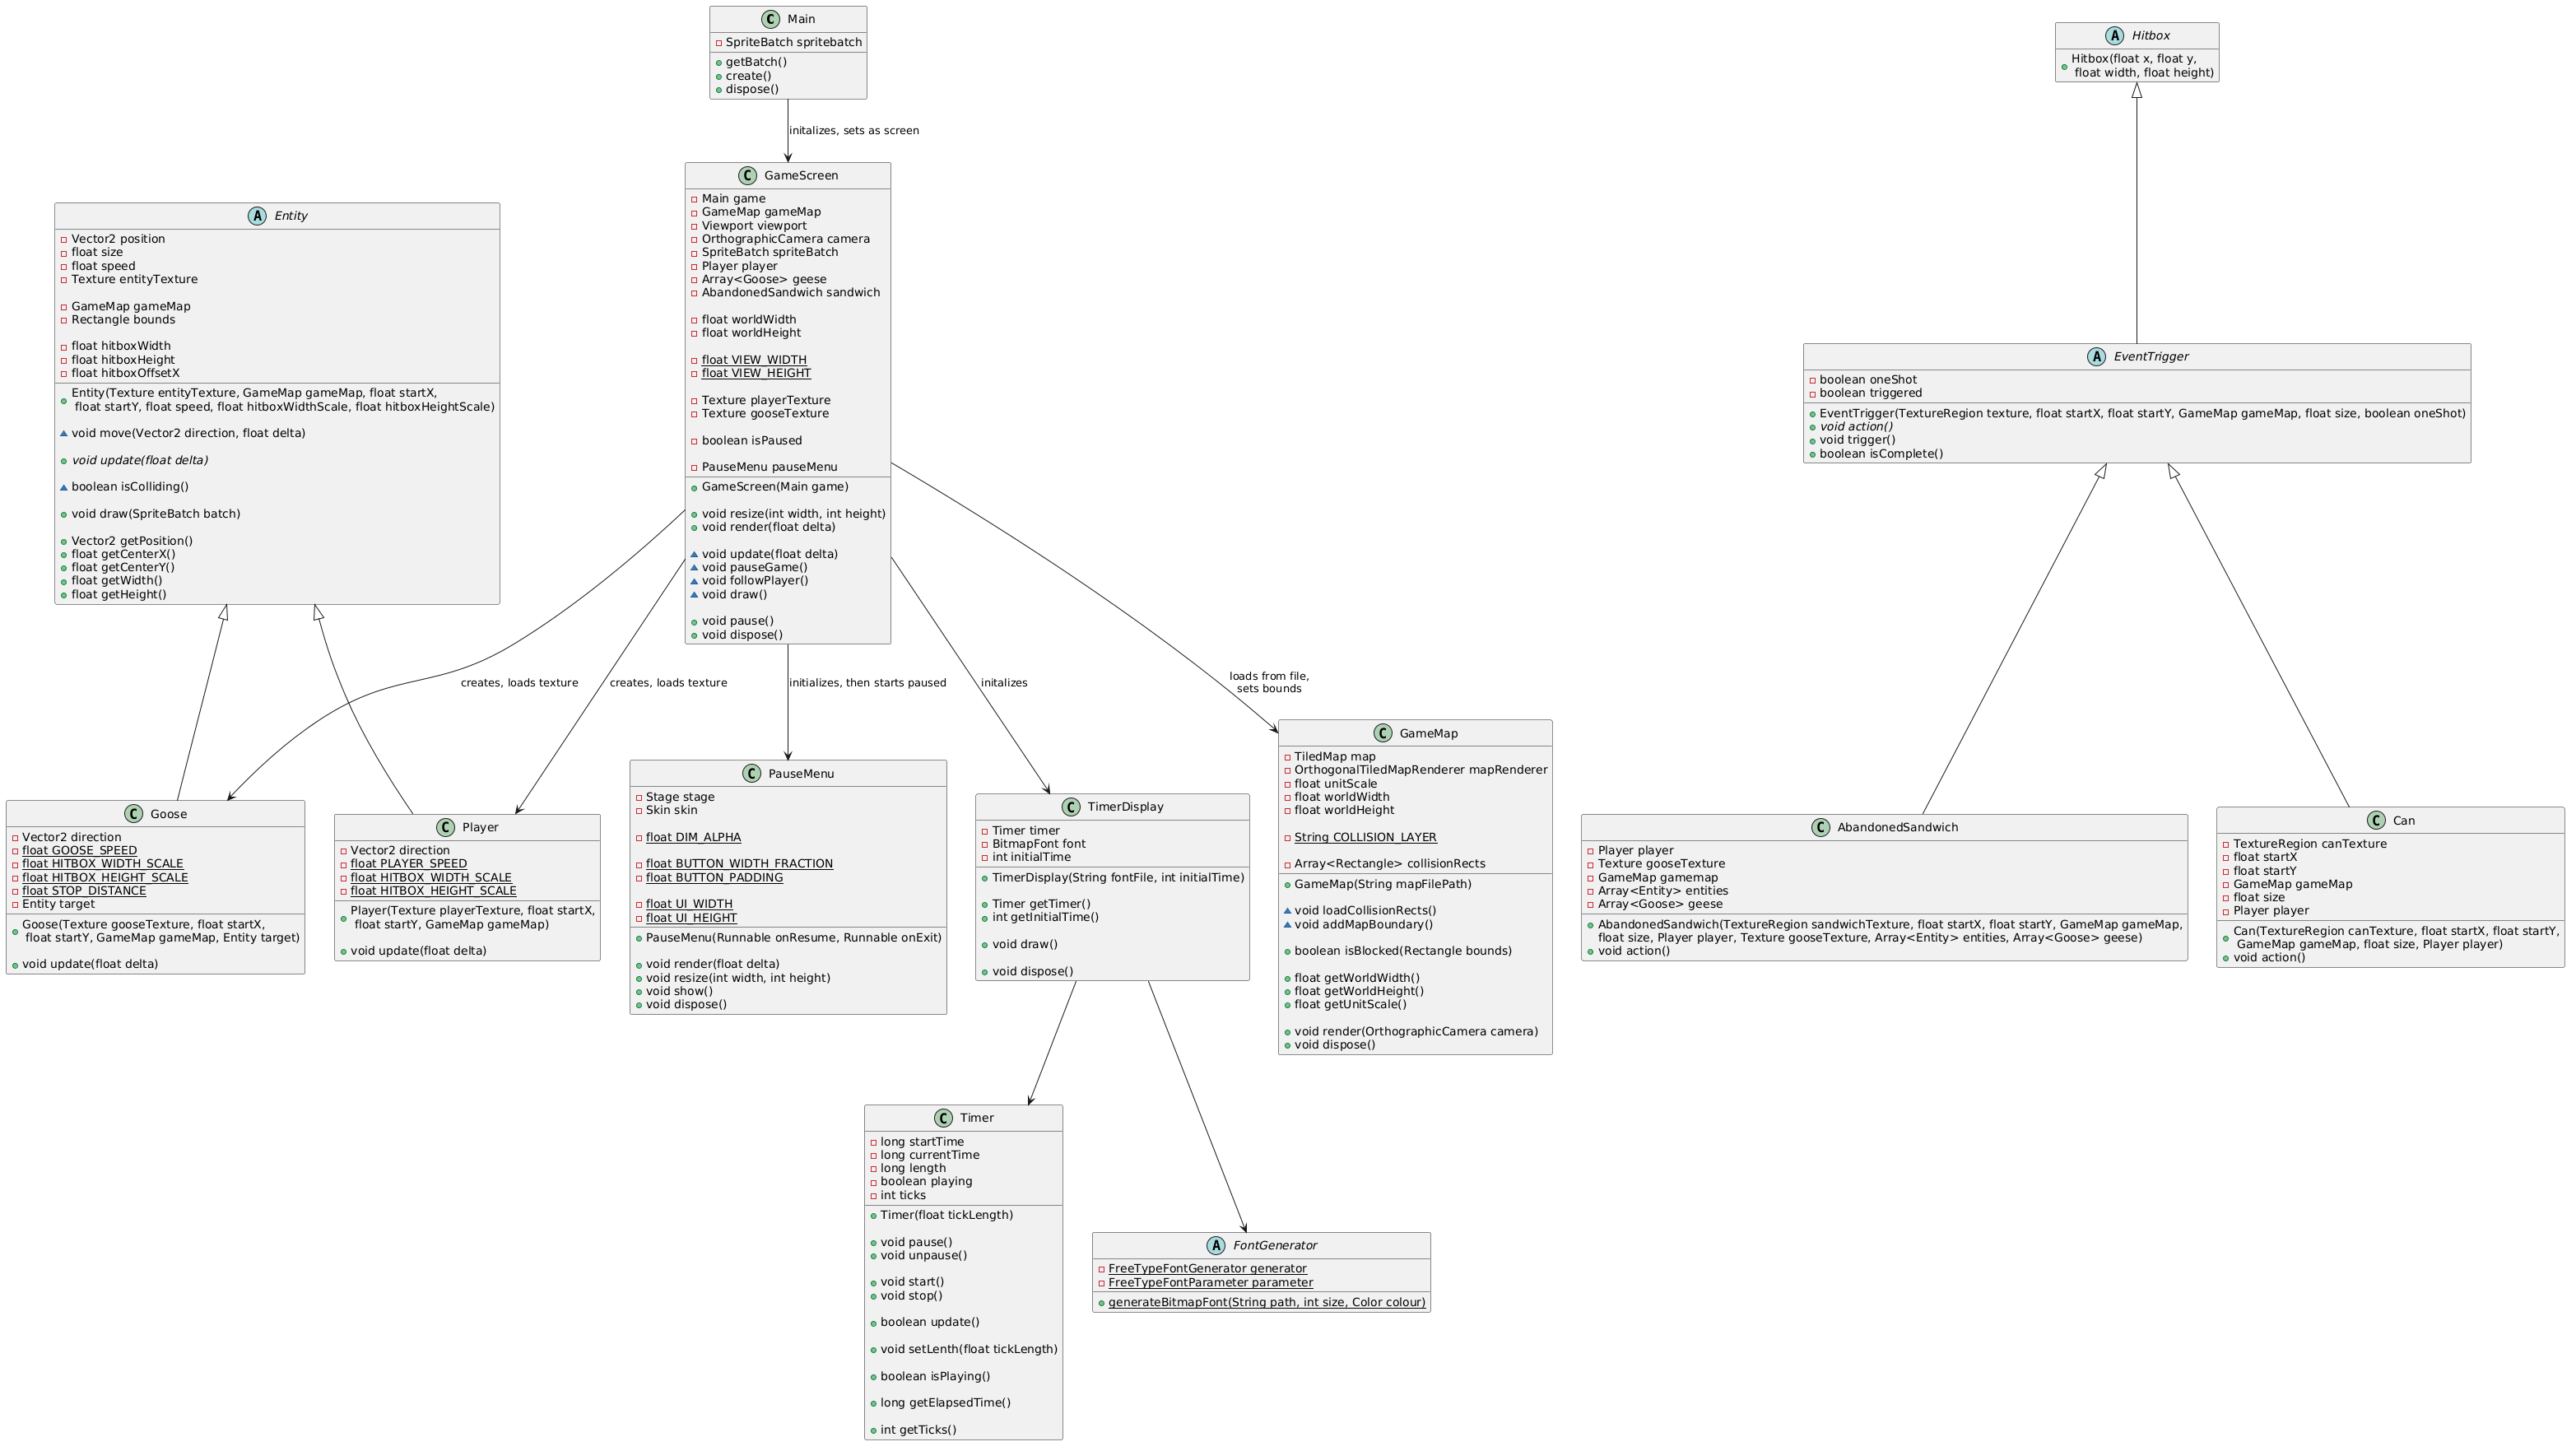 Main
SpriteBatch spritebatch
getBatch()
create()
dispose()
initalizes, sets as screen
Hitbox
Hitbox(float x, float y,
float width, float height)
GameScreen
Main game
GameMap gameMap
Viewport viewport
OrthographicCamera camera
SpriteBatch spriteBatch
Player player
Array<Goose> geese
AbandonedSandwich sandwich
float worldWidth
float worldHeight
float VIEW_WIDTH
float VIEW_HEIGHT
Texture playerTexture
Texture gooseTexture
boolean isPaused
PauseMenu pauseMenu
GameScreen(Main game)
void resize(int width, int height)
void render(float delta)
void update(float delta)
void pauseGame()
void followPlayer()
void draw()
void pause()
void dispose()
Entity
Vector2 position
float size
float speed
Texture entityTexture
GameMap gameMap
Rectangle bounds
float hitboxWidth
float hitboxHeight
float hitboxOffsetX
Entity(Texture entityTexture, GameMap gameMap, float startX,
float startY, float speed, float hitboxWidthScale, float hitboxHeightScale)
void move(Vector2 direction, float delta)
void update(float delta)
boolean isColliding()
void draw(SpriteBatch batch)
Vector2 getPosition()
float getCenterX()
float getCenterY()
float getWidth()
float getHeight()
EventTrigger
boolean oneShot
boolean triggered
EventTrigger(TextureRegion texture, float startX, float startY, GameMap gameMap, float size, boolean oneShot)
void action()
void trigger()
boolean isComplete()
creates, loads texture
creates, loads texture
initializes, then starts paused
initalizes
loads from file,
sets bounds
Goose
Vector2 direction
float GOOSE_SPEED
float HITBOX_WIDTH_SCALE
float HITBOX_HEIGHT_SCALE
float STOP_DISTANCE
Entity target
Goose(Texture gooseTexture, float startX,
float startY, GameMap gameMap, Entity target)
void update(float delta)
Player
Vector2 direction
float PLAYER_SPEED
float HITBOX_WIDTH_SCALE
float HITBOX_HEIGHT_SCALE
Player(Texture playerTexture, float startX,
float startY, GameMap gameMap)
void update(float delta)
PauseMenu
Stage stage
Skin skin
float DIM_ALPHA
float BUTTON_WIDTH_FRACTION
float BUTTON_PADDING
float UI_WIDTH
float UI_HEIGHT
PauseMenu(Runnable onResume, Runnable onExit)
void render(float delta)
void resize(int width, int height)
void show()
void dispose()
TimerDisplay
Timer timer
BitmapFont font
int initialTime
TimerDisplay(String fontFile, int initialTime)
Timer getTimer()
int getInitialTime()
void draw()
void dispose()
GameMap
TiledMap map
OrthogonalTiledMapRenderer mapRenderer
float unitScale
float worldWidth
float worldHeight
String COLLISION_LAYER
Array<Rectangle> collisionRects
GameMap(String mapFilePath)
void loadCollisionRects()
void addMapBoundary()
boolean isBlocked(Rectangle bounds)
float getWorldWidth()
float getWorldHeight()
float getUnitScale()
void render(OrthographicCamera camera)
void dispose()
AbandonedSandwich
Player player
Texture gooseTexture
GameMap gamemap
Array<Entity> entities
Array<Goose> geese
AbandonedSandwich(TextureRegion sandwichTexture, float startX, float startY, GameMap gameMap,
float size, Player player, Texture gooseTexture, Array<Entity> entities, Array<Goose> geese)
void action()
Can
TextureRegion canTexture
float startX
float startY
GameMap gameMap
float size
Player player
Can(TextureRegion canTexture, float startX, float startY,
GameMap gameMap, float size, Player player)
void action()
Timer
long startTime
long currentTime
long length
boolean playing
int ticks
Timer(float tickLength)
void pause()
void unpause()
void start()
void stop()
boolean update()
void setLenth(float tickLength)
boolean isPlaying()
long getElapsedTime()
int getTicks()
FontGenerator
FreeTypeFontGenerator generator
FreeTypeFontParameter parameter
generateBitmapFont(String path, int size, Color colour)